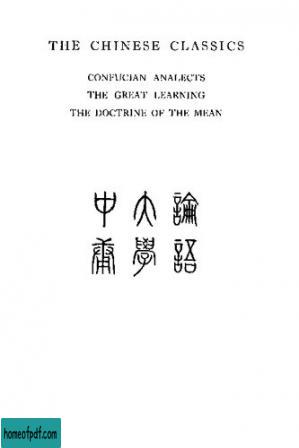 THE CHINESE CLASSICS
CONFUCIAN ANALECTS
THE GREAT LEARNING
THE DOCTRINE OF THE MEAN
論語
大學
中庸
homeofpdf.com